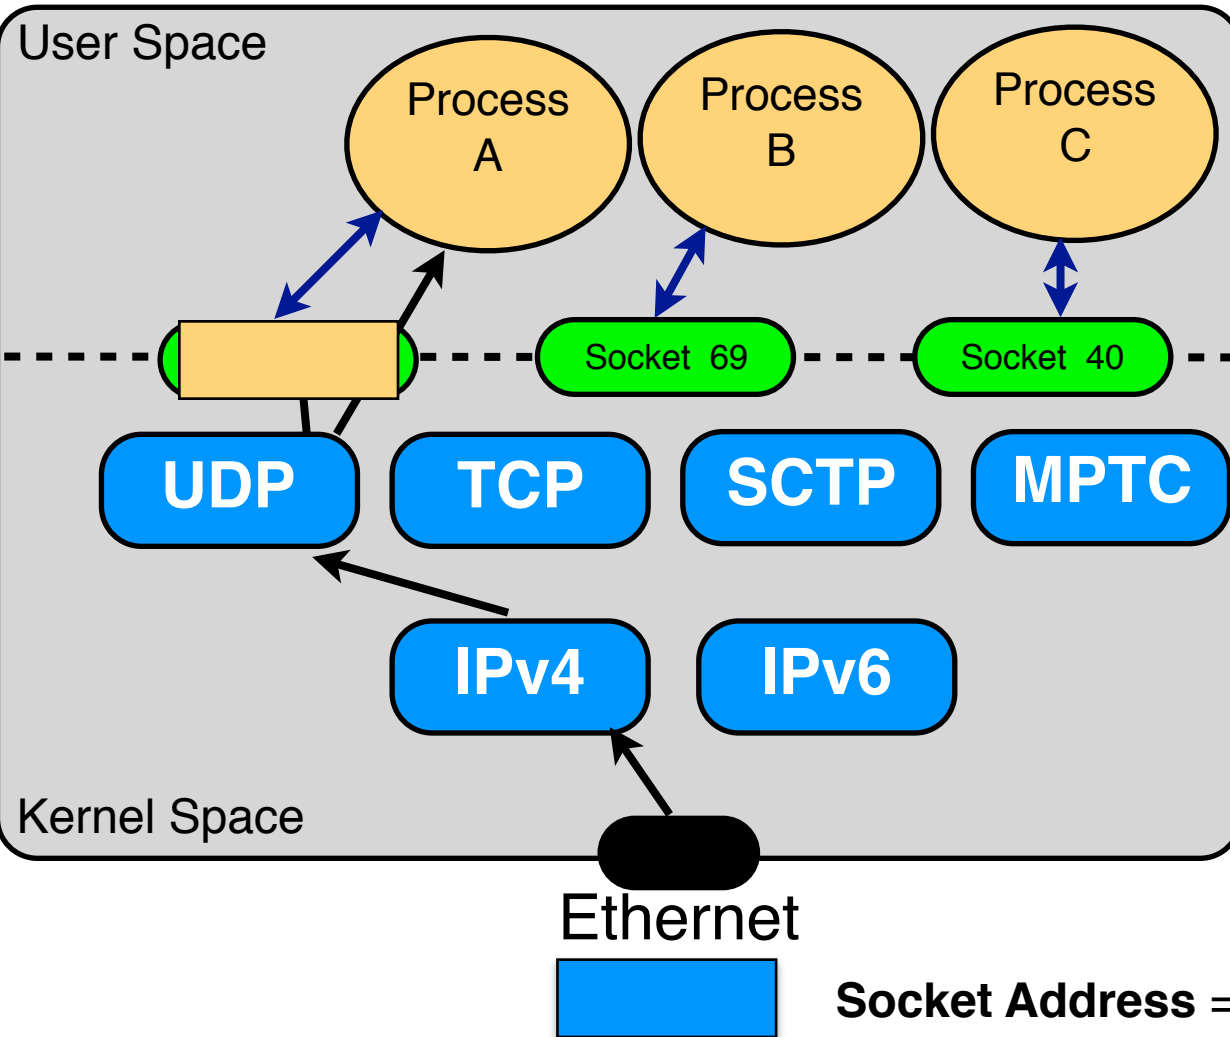 User Space
Process
A
Process
B
Process
C
Socket 69
Socket 40
UDP
TCP
SCTP
MPTC
IPv4
IPv6
Kernel Space
Ethernet
Socket Address =